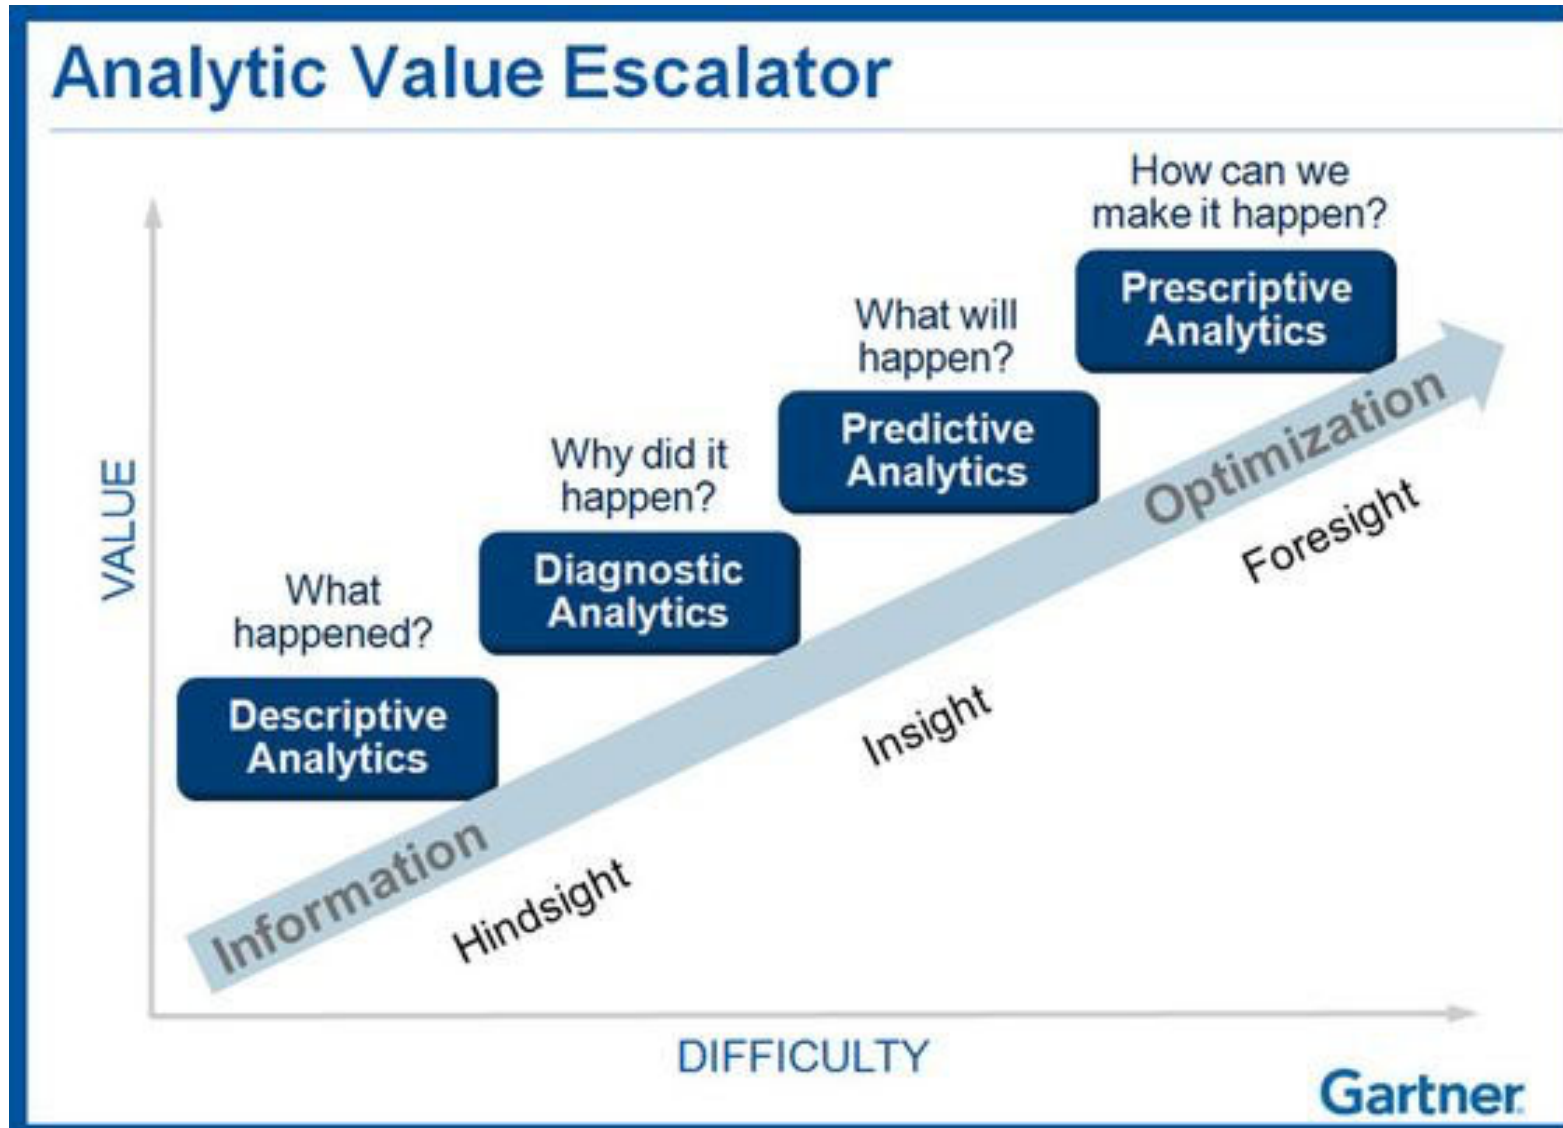 Analytic Value Escalator
How can we
make it happen?
Prescriptive
Analytics
What will
happen?
Predictive
Analytics
Why did it
happen?
Diagnostic
Analytics
What
happened?
Descriptive
Analytics
VALUE
Information
Optimization
Hindsight
Insight
Foresight
DIFFICULTY
Gartner